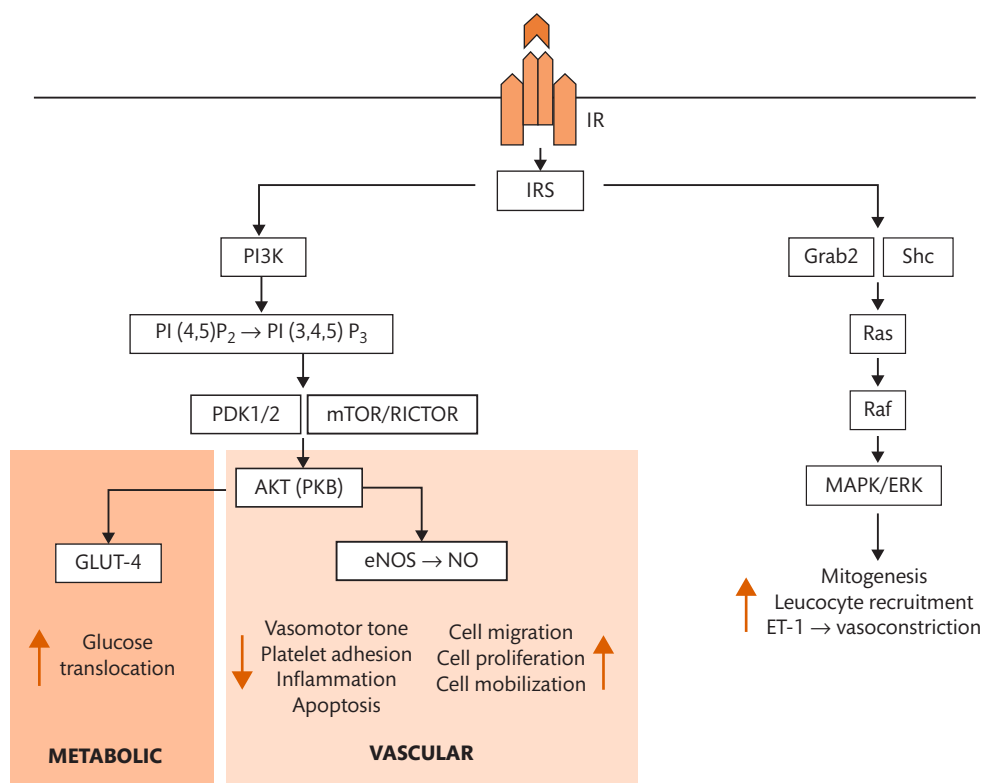 IR
IRS
PI3K
Grab2
Shc
PI (4,5)P₂ → PI (3,4,5) P₃
Ras
PDK1/2
mTOR/RICTOR
Raf
AKT (PKB)
MAPK/ERK
GLUT-4
eNOS → NO
Mitogenesis
Leucocyte recruitment
ET-1 → vasoconstriction
Glucose
translocation
Vasomotor tone
Platelet adhesion
Inflammation
Apoptosis
Cell migration
Cell proliferation
Cell mobilization
METABOLIC
VASCULAR